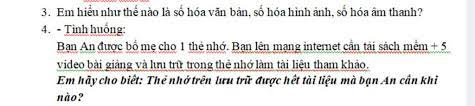 3. Em hiểu như thế nào là số hóa văn bản, số hóa hình ảnh, số hóa âm thanh?
4. - Tình huống:
Bạn An được bố mẹ cho 1 thẻ nhớ. Bạn lên mạng internet cần tải sách mềm + 5
video bài giảng và lưu trữ trong thẻ nhớ làm tài liệu tham khảo.
Em hãy cho biết: Thẻ nhớ trên lưu trữ được hết tài liệu mà bạn An cần khi
nào?